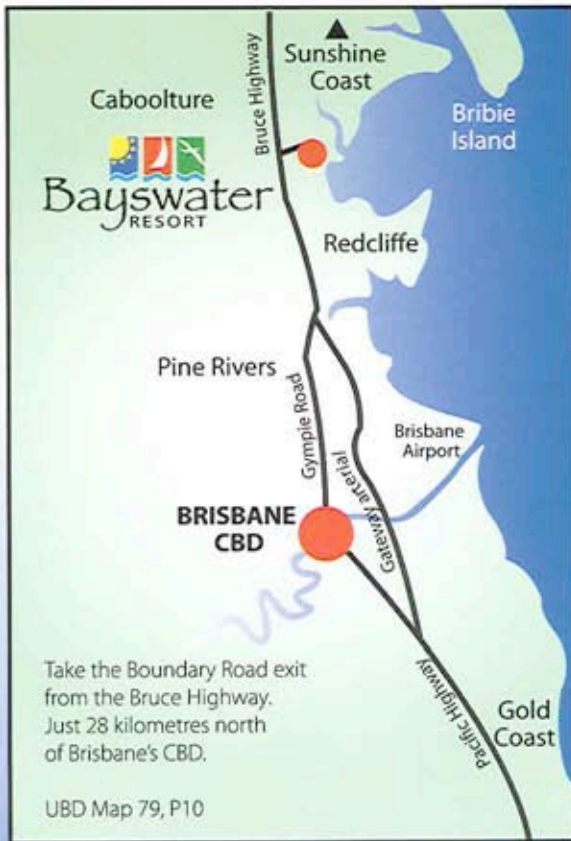 Sunshine
Coast
Caboolture
Bruce Highway
Bribie
Island
Bayswater
RESORT
Redcliffe
Pine Rivers
Gympie Road
Brisbane
Airport
Gateway arterial
BRISBANE
CBD
Take the Boundary Road exit
from the Bruce Highway.
Just 28 kilometres north
of Brisbane's CBD.
Pacific Highway
Gold
Coast
UBD Map 79, P10